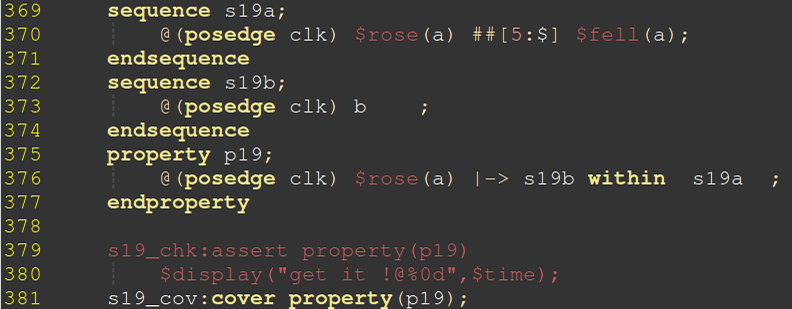 369 sequence s19a;
370 @(posedge clk) $rose(a) ##[5:$] $fell(a);
371 endsequence
372 sequence s19b;
373 @(posedge clk) b    ;
374 endsequence
375 property p19;
376 @(posedge clk) $rose(a) |-> s19b within  s19a  ;
377 endproperty
378
379 s19_chk:assert property(p19)
380 $display("get it !@%0d",$time);
381 s19_cov:cover property(p19);